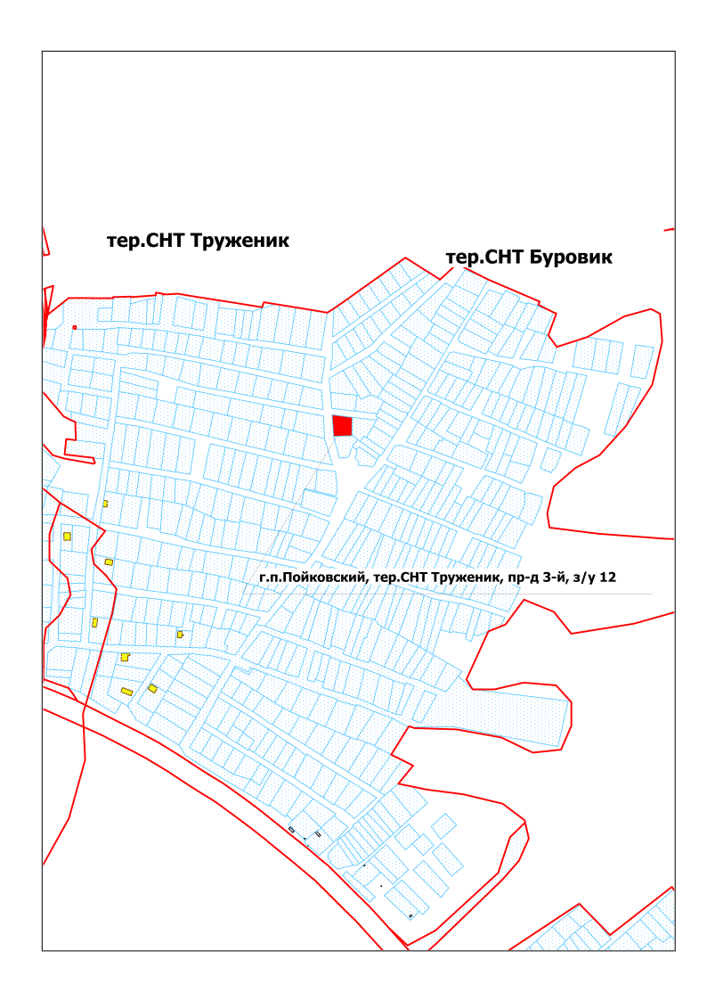 тер.СНТ Труженик
тер.СНТ Буровик
г.п.Пойковский, тер.СНТ Труженик, пр-д 3-й, з/у 12